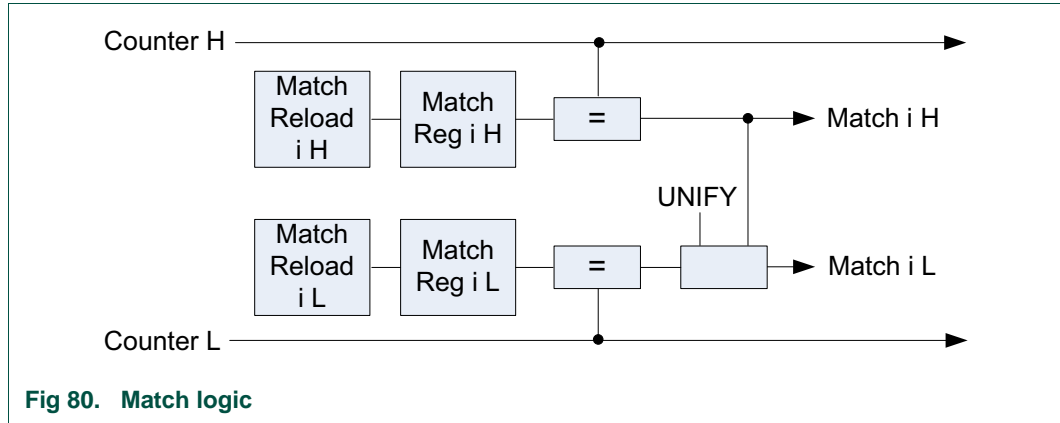 Counter H
Match
Reload
i H
Match
Reg i H
=
Match i H
UNIFY
Match
Reload
i L
Match
Reg i L
=
Match i L
Counter L
Fig 80. Match logic